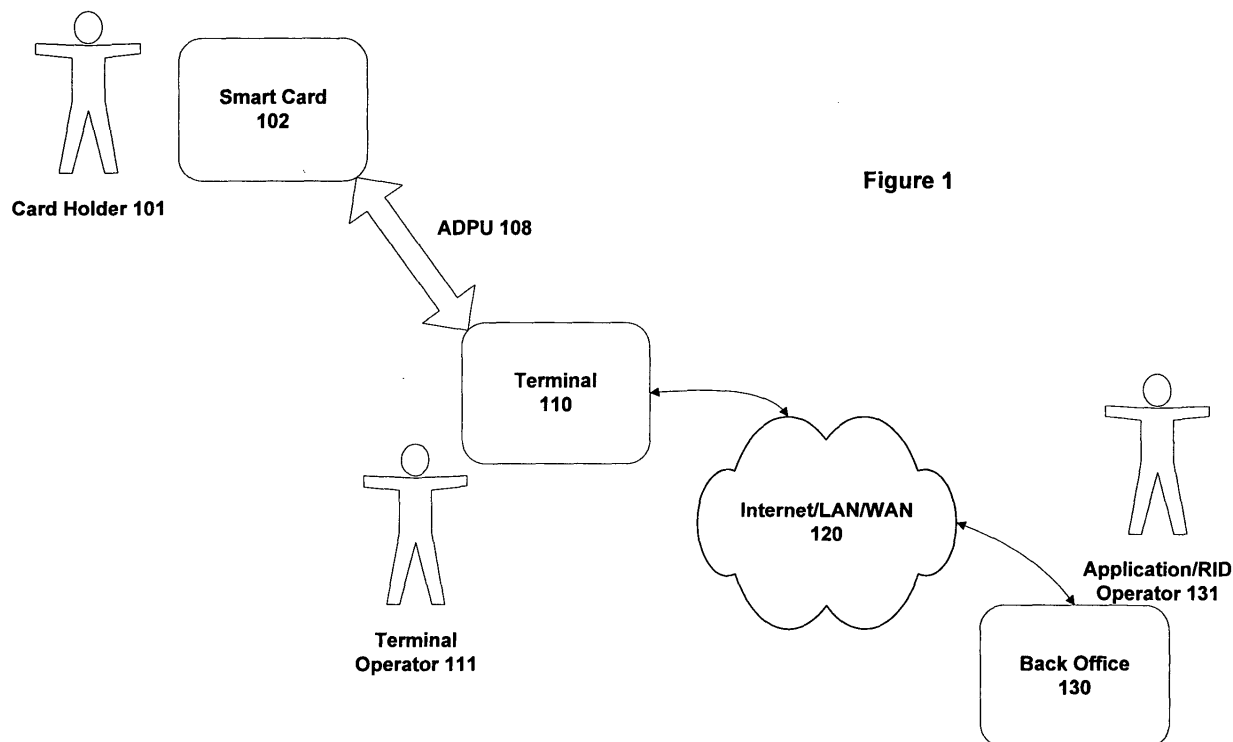 Smart Card
102
Figure 1
Card Holder 101
ADPU 108
Terminal
110
Internet/LAN/WAN
120
Application/RID
Operator 131
Terminal
Operator 111
Back Office
130